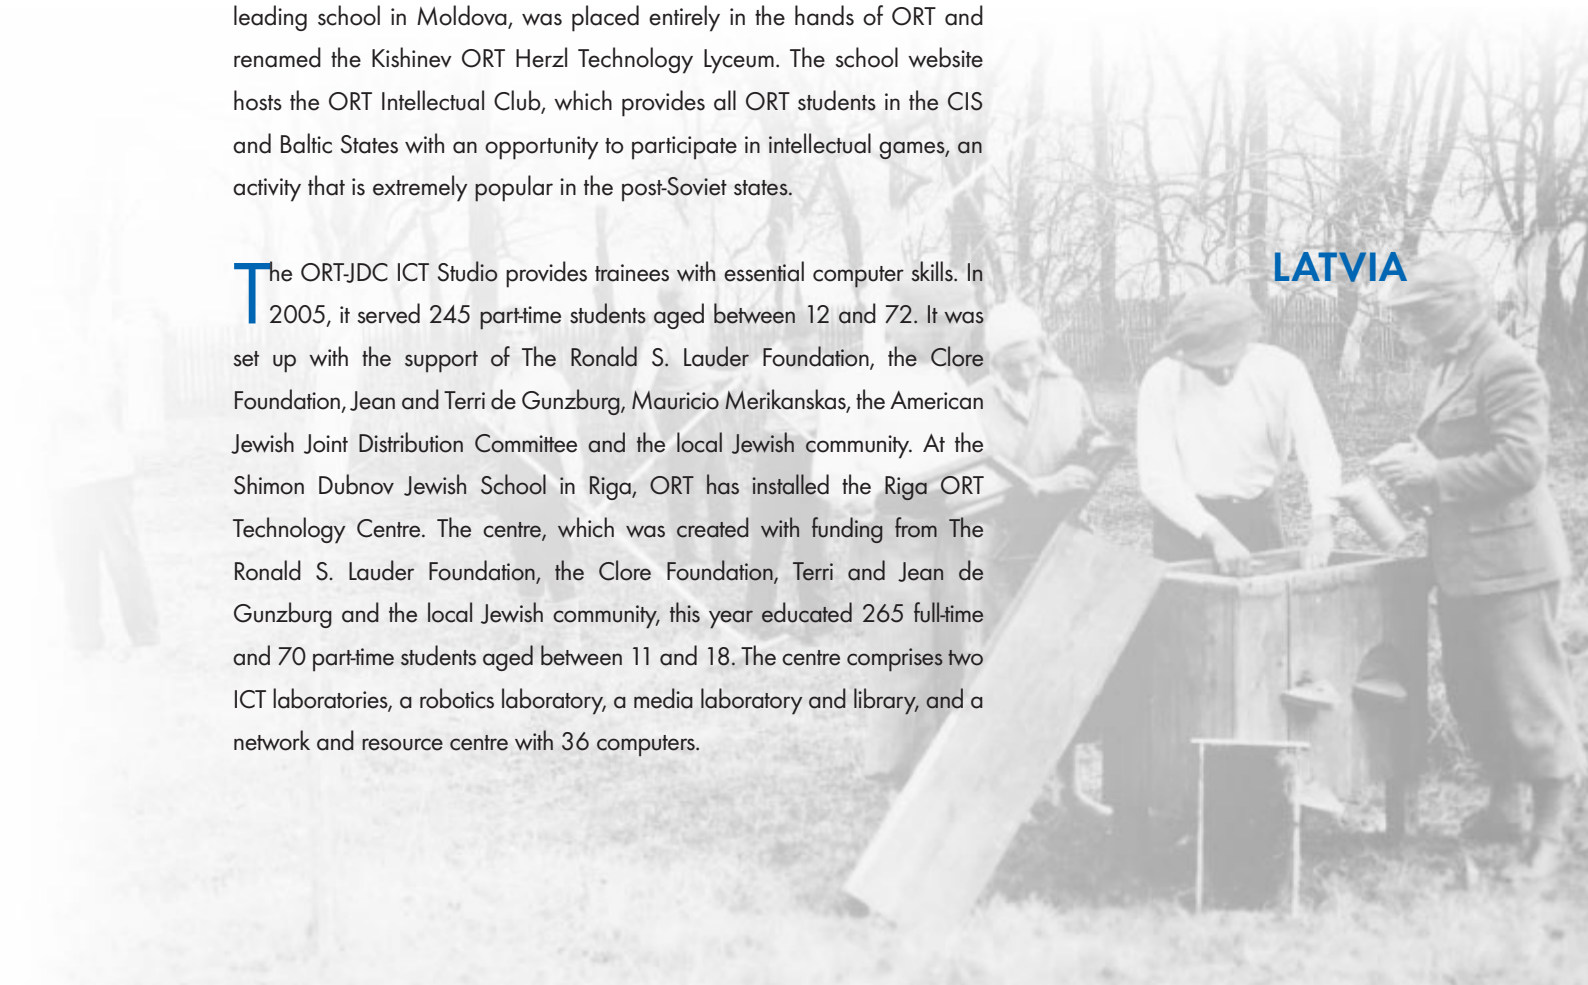 leading school in Moldova, was placed entirely in the hands of ORT and
renamed the Kishinev ORT Herzl Technology Lyceum. The school website
hosts the ORT Intellectual Club, which provides all ORT students in the CIS
and Baltic States with an opportunity to participate in intellectual games, an
activity that is extremely popular in the post-Soviet states.
LATVIA
The ORT-JDC ICT Studio provides trainees with essential computer skills. In
2005, it served 245 part-time students aged between 12 and 72. It was
set up with the support of The Ronald S. Lauder Foundation, the Clore
Foundation, Jean and Terri de Gunzburg, Mauricio Merikanskas, the American
Jewish Joint Distribution Committee and the local Jewish community. At the
Shimon Dubnov Jewish School in Riga, ORT has installed the Riga ORT
Technology Centre. The centre, which was created with funding from The
Ronald S. Lauder Foundation, the Clore Foundation, Terri and Jean de
Gunzburg and the local Jewish community, this year educated 265 full-time
and 70 part-time students aged between 11 and 18. The centre comprises two
ICT laboratories, a robotics laboratory, a media laboratory and library, and a
network and resource centre with 36 computers.